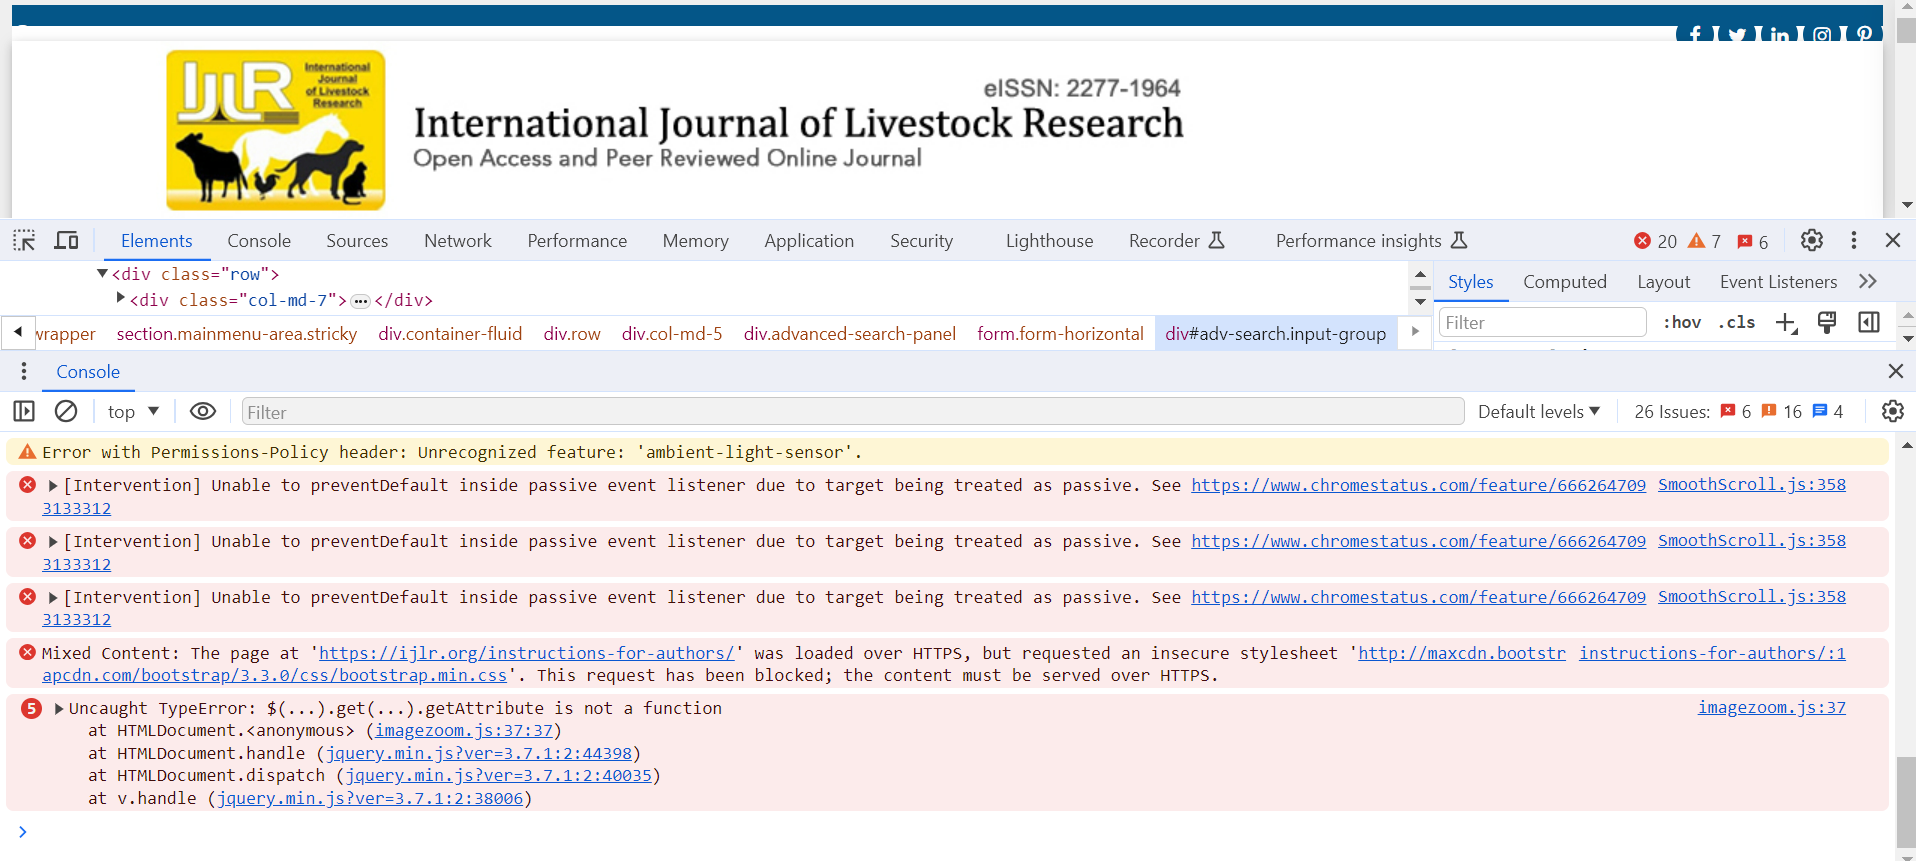 IJLR
International
Journal
of Livestock
Research
eISSN: 2277-1964
International Journal of Livestock Research
Open Access and Peer Reviewed Online Journal
Elements Console Sources Network Performance Memory Application Security Lighthouse Recorder Performance insights 20 7 6
▼<div class="row">
▶<div class="col-md-7">…</div>
Styles Computed Layout Event Listeners
wrapper section.mainmenu-area.stricky div.container-fluid div.row div.col-md-5 div.advanced-search-panel form.form-horizontal div#adv-search.input-group
Filter :hov .cls
Console
top Filter Default levels 26 Issues: 6 16 4
Error with Permissions-Policy header: Unrecognized feature: 'ambient-light-sensor'.
[Intervention] Unable to preventDefault inside passive event listener due to target being treated as passive. See https://www.chromestatus.com/feature/666264709 SmoothScroll.js:358
3133312
[Intervention] Unable to preventDefault inside passive event listener due to target being treated as passive. See https://www.chromestatus.com/feature/666264709 SmoothScroll.js:358
3133312
[Intervention] Unable to preventDefault inside passive event listener due to target being treated as passive. See https://www.chromestatus.com/feature/666264709 SmoothScroll.js:358
3133312
Mixed Content: The page at 'https://ijlr.org/instructions-for-authors/' was loaded over HTTPS, but requested an insecure stylesheet 'http://maxcdn.bootstr instructions-for-authors/:1
apcdn.com/bootstrap/3.3.0/css/bootstrap.min.css'. This request has been blocked; the content must be served over HTTPS.
5 Uncaught TypeError: $(...).get(...).getAttribute is not a function imagezoom.js:37
at HTMLDocument.<anonymous> (imagezoom.js:37:37)
at HTMLDocument.handle (jquery.min.js?ver=3.7.1:2:44398)
at HTMLDocument.dispatch (jquery.min.js?ver=3.7.1:2:40035)
at v.handle (jquery.min.js?ver=3.7.1:2:38006)